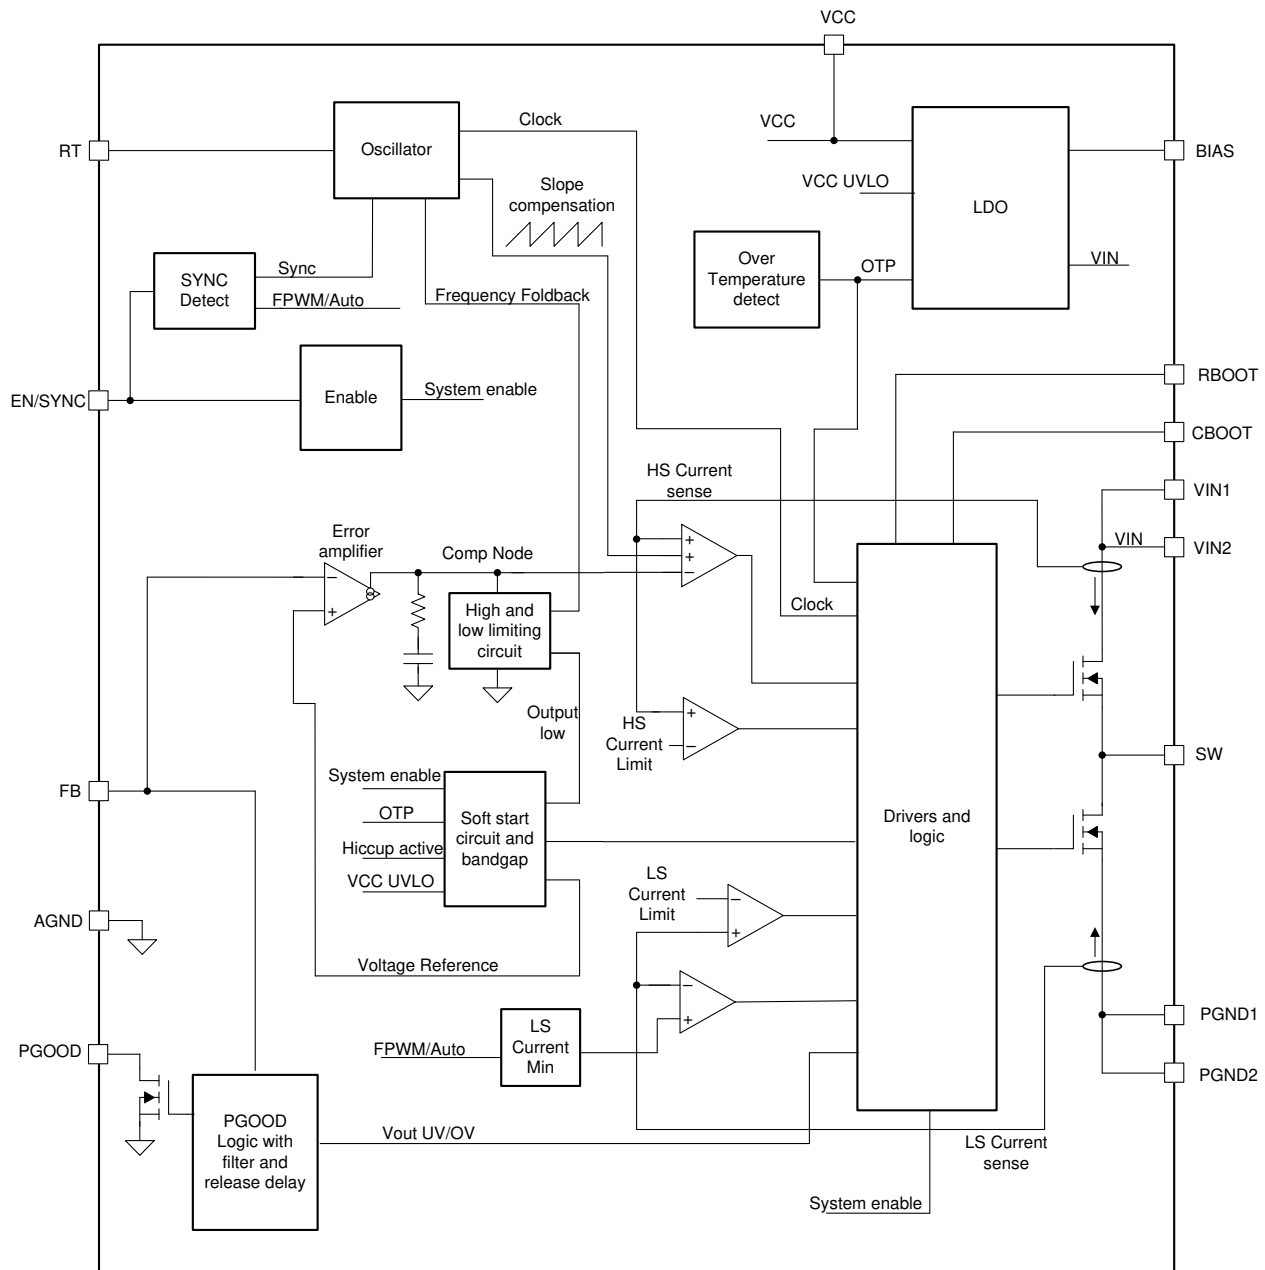 VCC
RT
Oscillator
Clock
VCC
VCC UVLO
LDO
BIAS
Slope
compensation
SYNC
Detect
Sync
FPWM/Auto
Frequency Foldback
Over
Temperature
detect
OTP
VIN
EN/SYNC
Enable
System enable
RBOOT
CBOOT
HS Current
sense
VIN1
VIN
VIN2
Error
amplifier
Comp Node
−
+
+
+
−
High and
low limiting
circuit
Clock
Output
low
HS
Current
Limit
+
−
SW
FB
System enable
OTP
Hiccup active
VCC UVLO
Soft start
circuit and
bandgap
Drivers and
logic
LS
Current
Limit
−
+
AGND
Voltage Reference
−
+
LS
Current
Min
FPWM/Auto
PGOOD
PGND1
PGND2
PGOOD
Logic with
filter and
release delay
Vout UV/OV
LS Current
sense
System enable